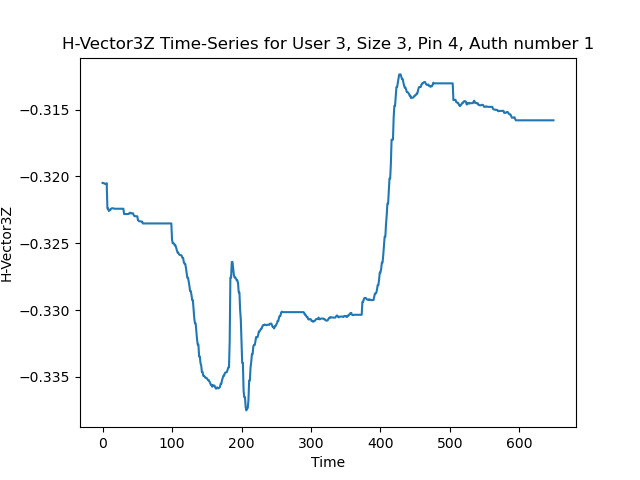 H-Vector3Z Time-Series for User 3, Size 3, Pin 4, Auth number 1
−0.315
−0.320
−0.325
−0.330
−0.335
H-Vector3Z
0 100 200 300 400 500 600
Time